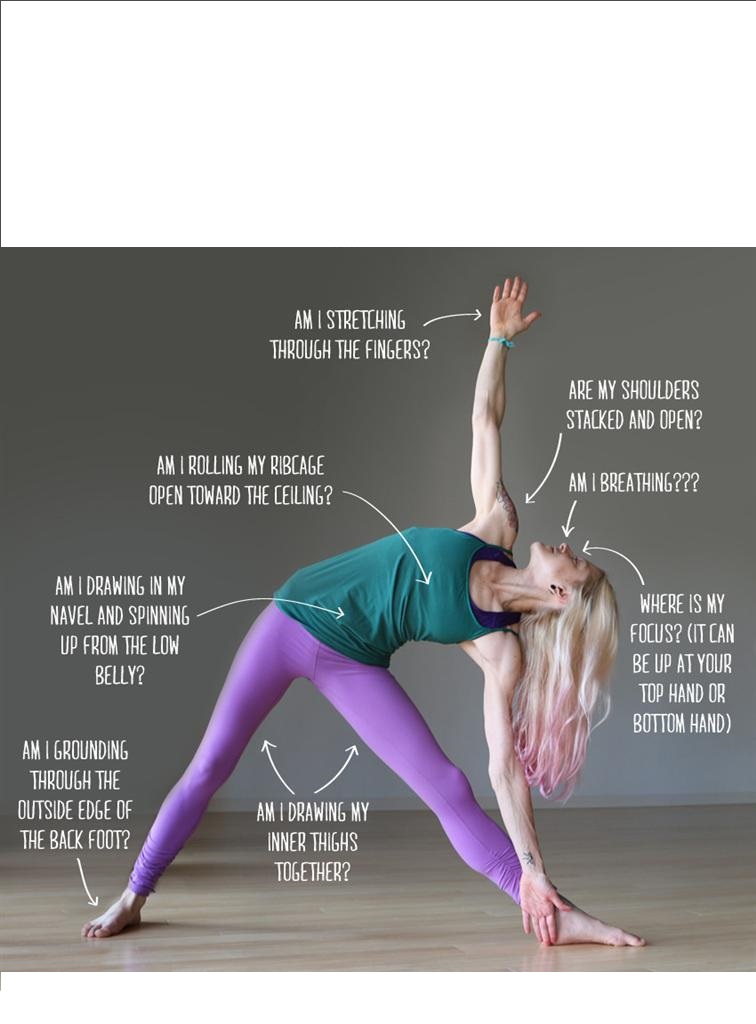 AM I STRETCHING
THROUGH THE FINGERS?
ARE MY SHOULDERS
STACKED AND OPEN?
AM I ROLLING MY RIBCAGE
OPEN TOWARD THE CEILING?
AM I BREATHING???
AM I DRAWING IN MY
NAVEL AND SPINNING
UP FROM THE LOW
BELLY?
WHERE IS MY
FOCUS? (IT CAN
BE UP AT YOUR
TOP HAND OR
BOTTOM HAND)
AM I GROUNDING
THROUGH THE
OUTSIDE EDGE OF
THE BACK FOOT?
AM I DRAWING MY
INNER THIGHS
TOGETHER?